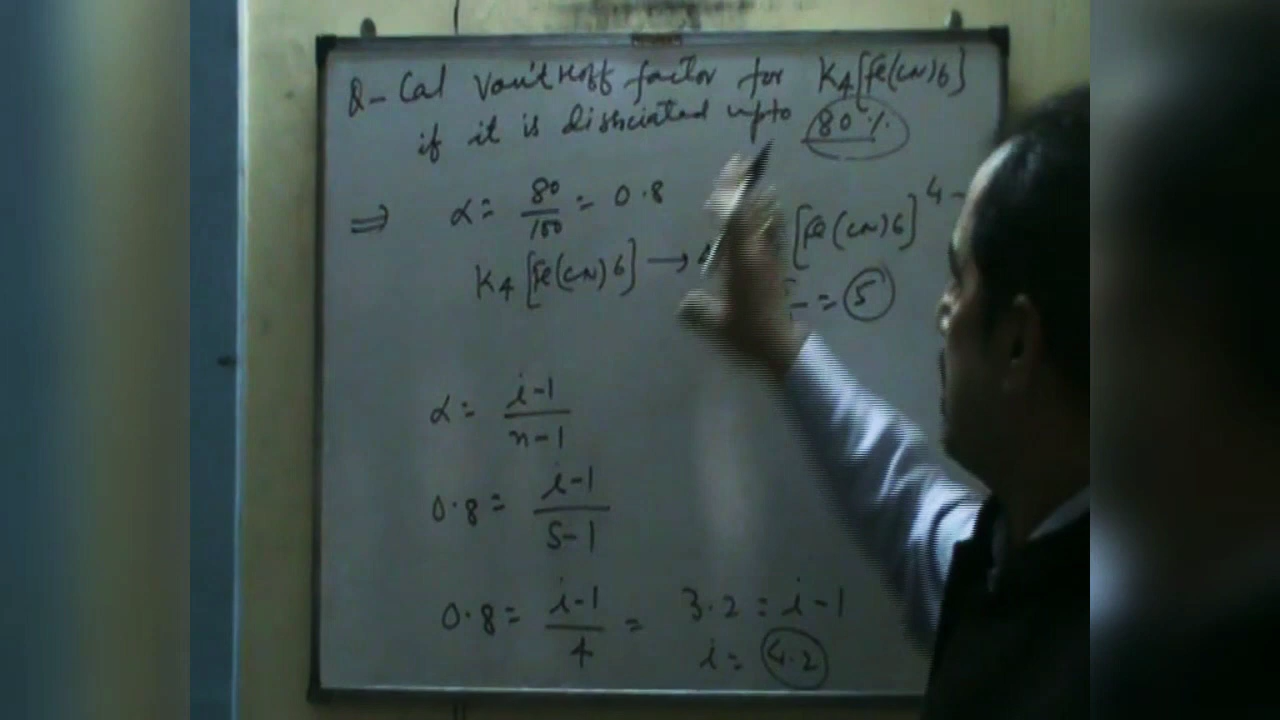 Q- Cal Van't Hoff factor for K4[Fe(CN)6]
if it is dissociated upto 80%
⇒ α = 80/100 = 0.8
K4[Fe(CN)6] → [Fe(CN)6]4-
= 5
α = i-1/n-1
0.8 = i-1/5-1
0.8 = i-1/4 = 3.2 = i-1
i = 4.2